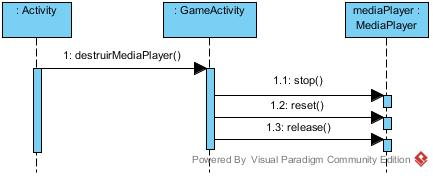 : Activity
: GameActivity
mediaPlayer :
MediaPlayer
1: destruirMediaPlayer()
1.1: stop()
1.2: reset()
1.3: release()
Powered By Visual Paradigm Community Edition